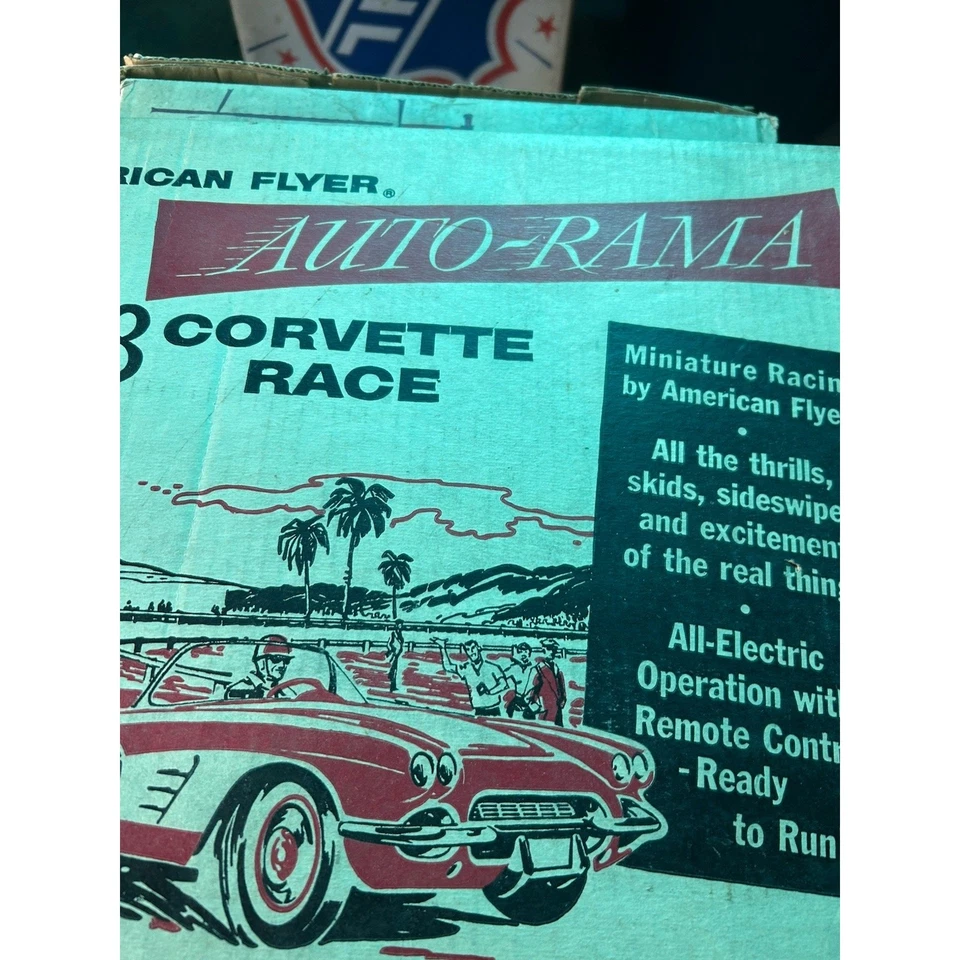 RICAN FLYER®
AUTO-RAMA
8 CORVETTE
RACE
Miniature Racin
by American Flye
•
All the thrills,
skids, sideswipe
and excitemen
of the real thin
•
All-Electric
Operation wit
Remote Contr
-Ready
to Run